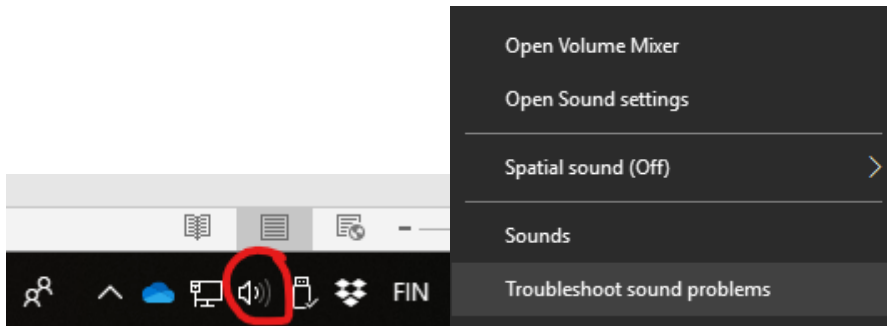 Open Volume Mixer
Open Sound settings
Spatial sound (Off)
Sounds
Troubleshoot sound problems
FIN